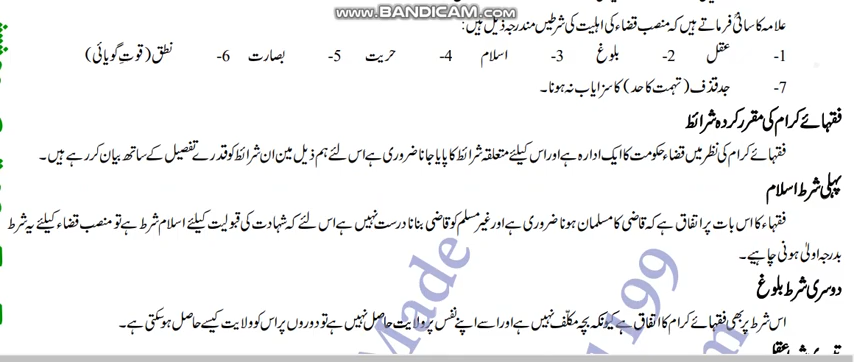 www.BANDICAM.com
علامہ کاسانیؒ فرماتے ہیں کہ منصب قضاء کی اہلیت کی شرطیں مندرجہ ذیل ہیں:
1- عقل 2- بلوغ 3- اسلام 4- حریت 5- بصارت 6- نطق (قوتِ گویائی)
7- حد قذف (تہمت کا حد) کا سزا یاب نہ ہونا۔
فقہائے کرام کی مقرر کردہ شرائط
فقہائے کرام کی نظر میں قضاء حکومت کا ایک ادارہ ہے اور اس کیلئے متعلقہ شرائط کا پایا جانا ضروری ہے اس لئے ہم ذیل مین ان شرائط کو قدرے تفصیل کے ساتھ بیان کر رہے ہیں۔
پہلی شرط اسلام
فقہاء کا اس بات پر اتفاق ہے کہ قاضی کا مسلمان ہونا ضروری ہے اور غیر مسلم کو قاضی بنانا درست نہیں ہے اس لئے کہ شہادت کی قبولیت کیلئے اسلام شرط ہے تو منصب قضاء کیلئے یہ شرط
بدرجہ اولیٰ ہونی چاہیے۔
دوسری شرط بلوغ
اس شرط پر بھی فقہائے کرام کا اتفاق ہے کیونکہ بچہ مکلّف نہیں ہے اور اسے اپنے نفس پر ولایت حاصل نہیں ہے تو دوروں پر اس کو ولایت کیسے حاصل ہو سکتی ہے۔
Made
1199